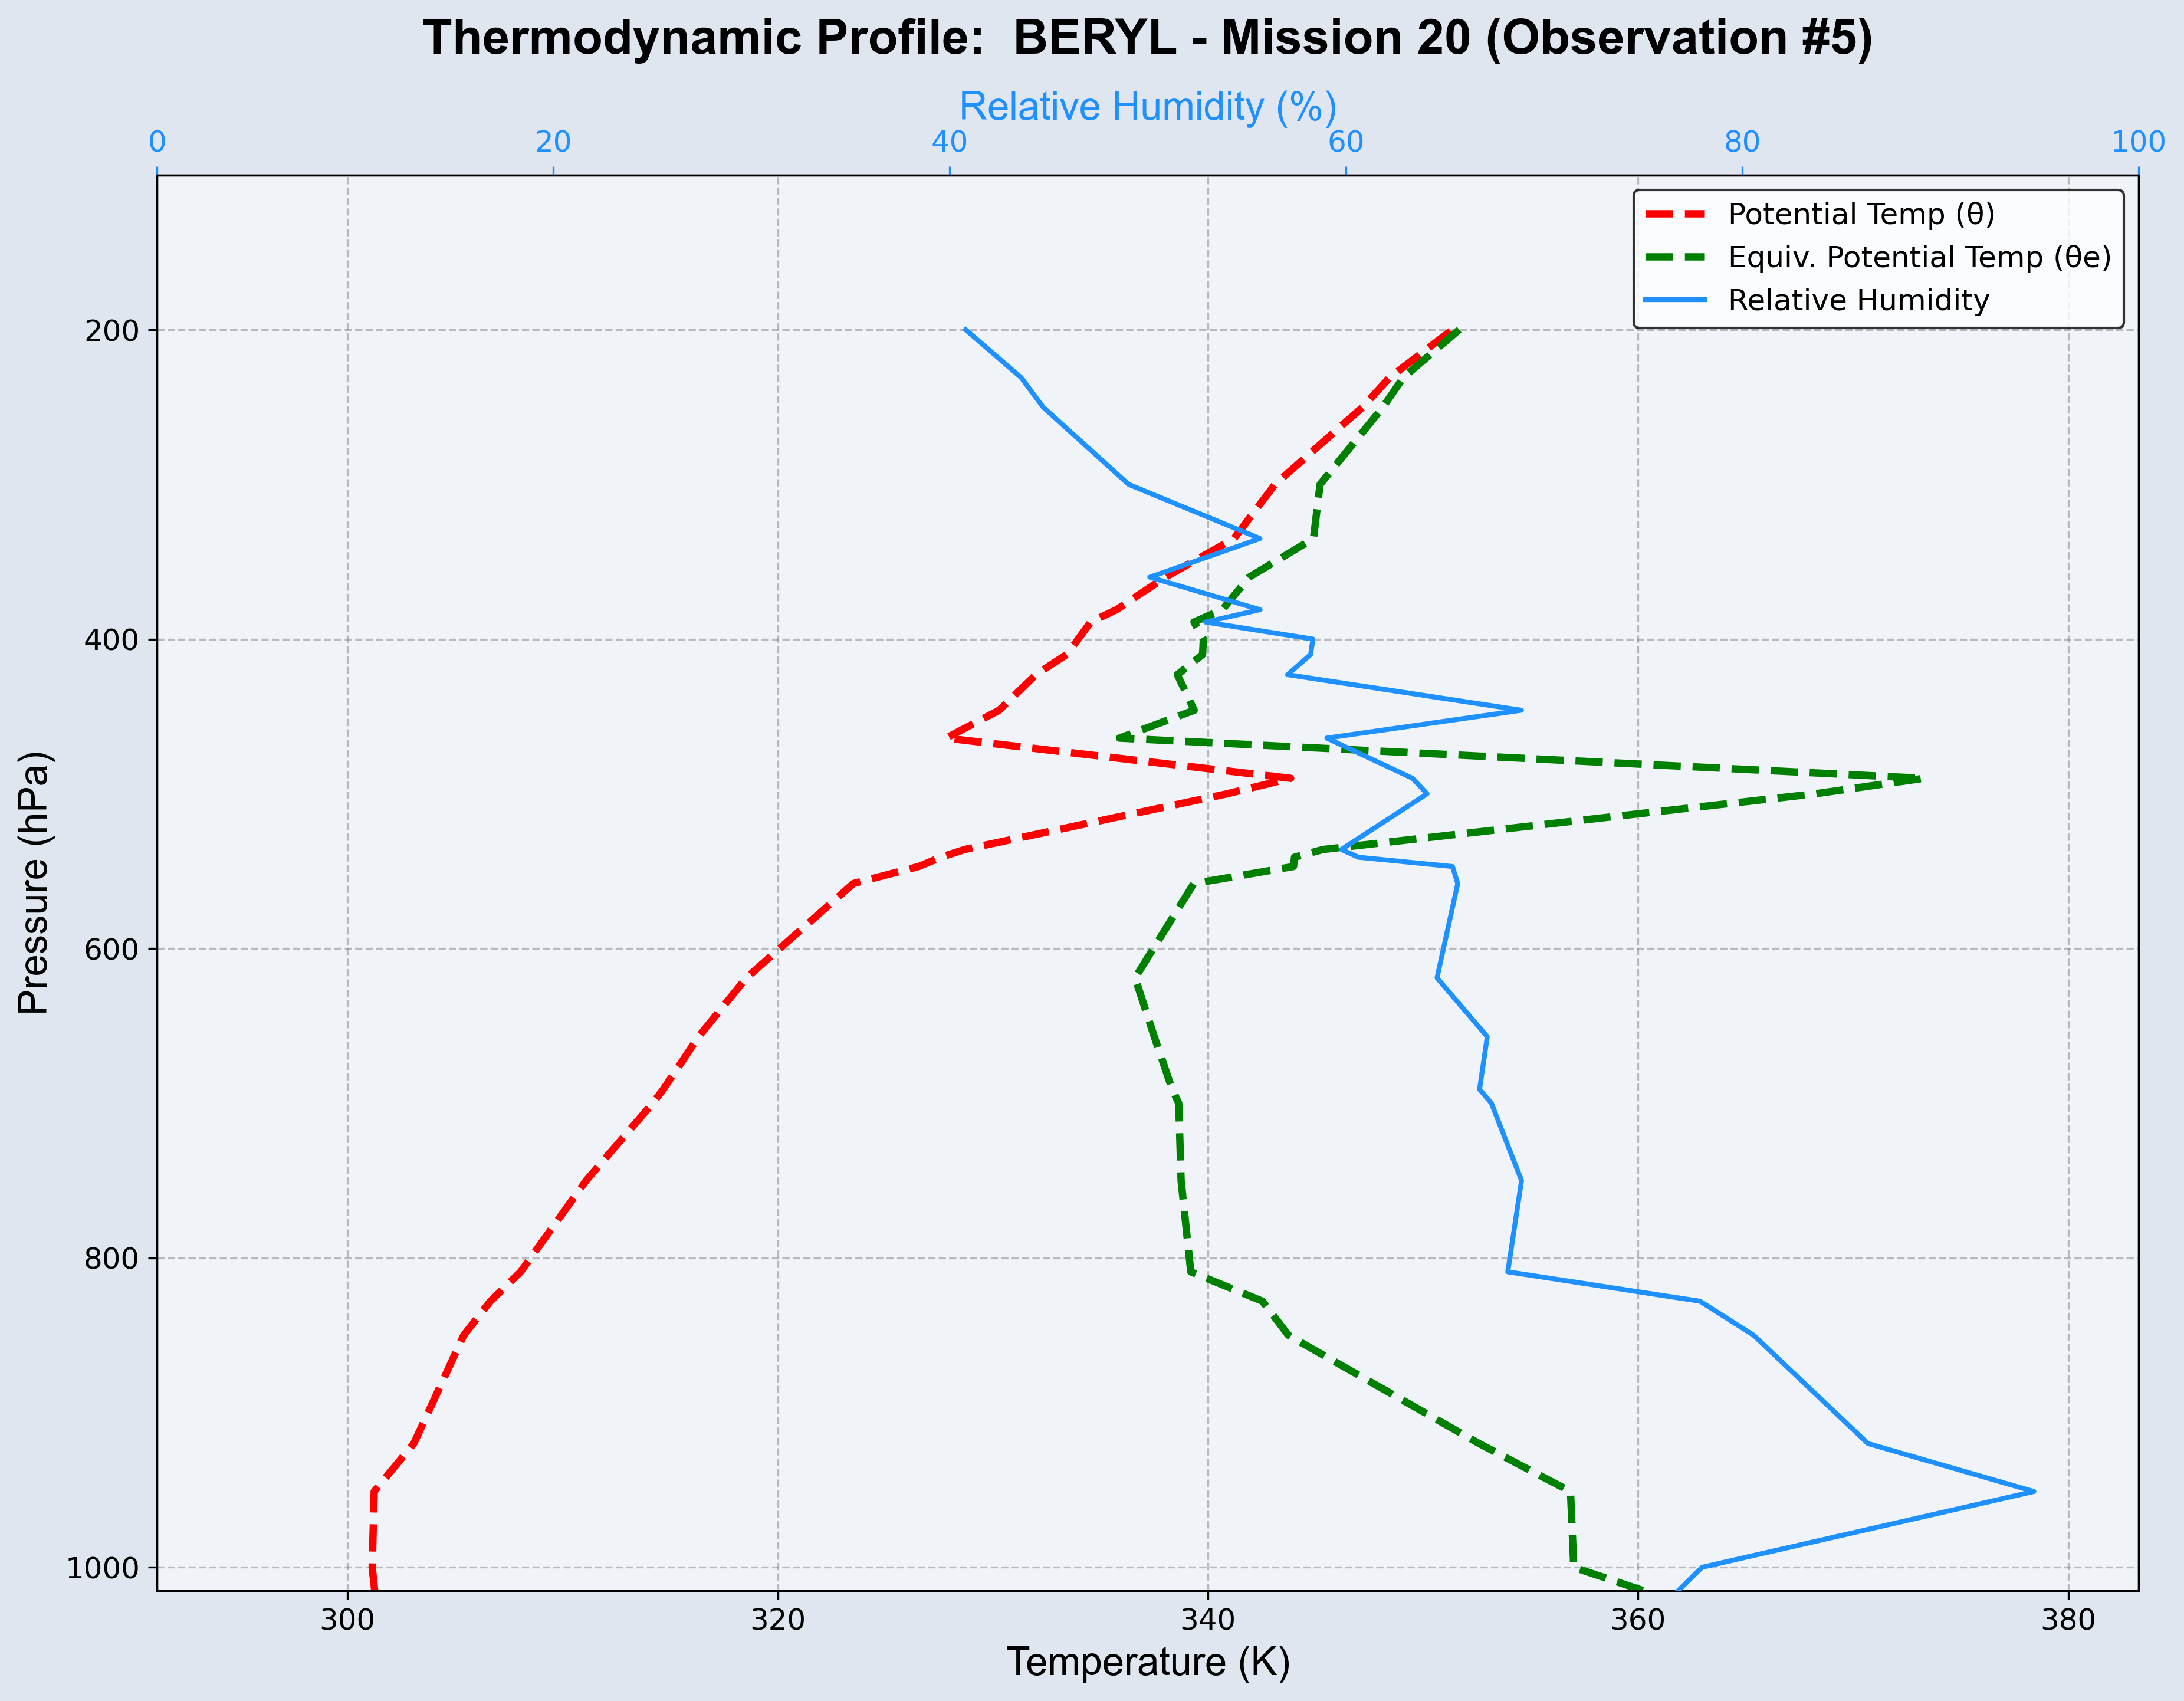 Thermodynamic Profile:  BERYL - Mission 20 (Observation #5)
Relative Humidity (%)
0 20 40 60 80 100
Potential Temp (θ)
Equiv. Potential Temp (θe)
Relative Humidity
200
400
600
800
1000
Pressure (hPa)
300 320 340 360 380
Temperature (K)